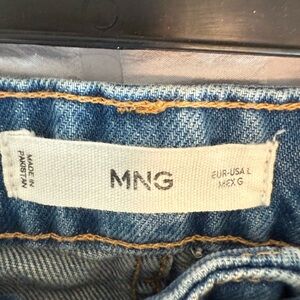 MADE IN
PAKISTAN
MNG
EUR-USA L
MEX G